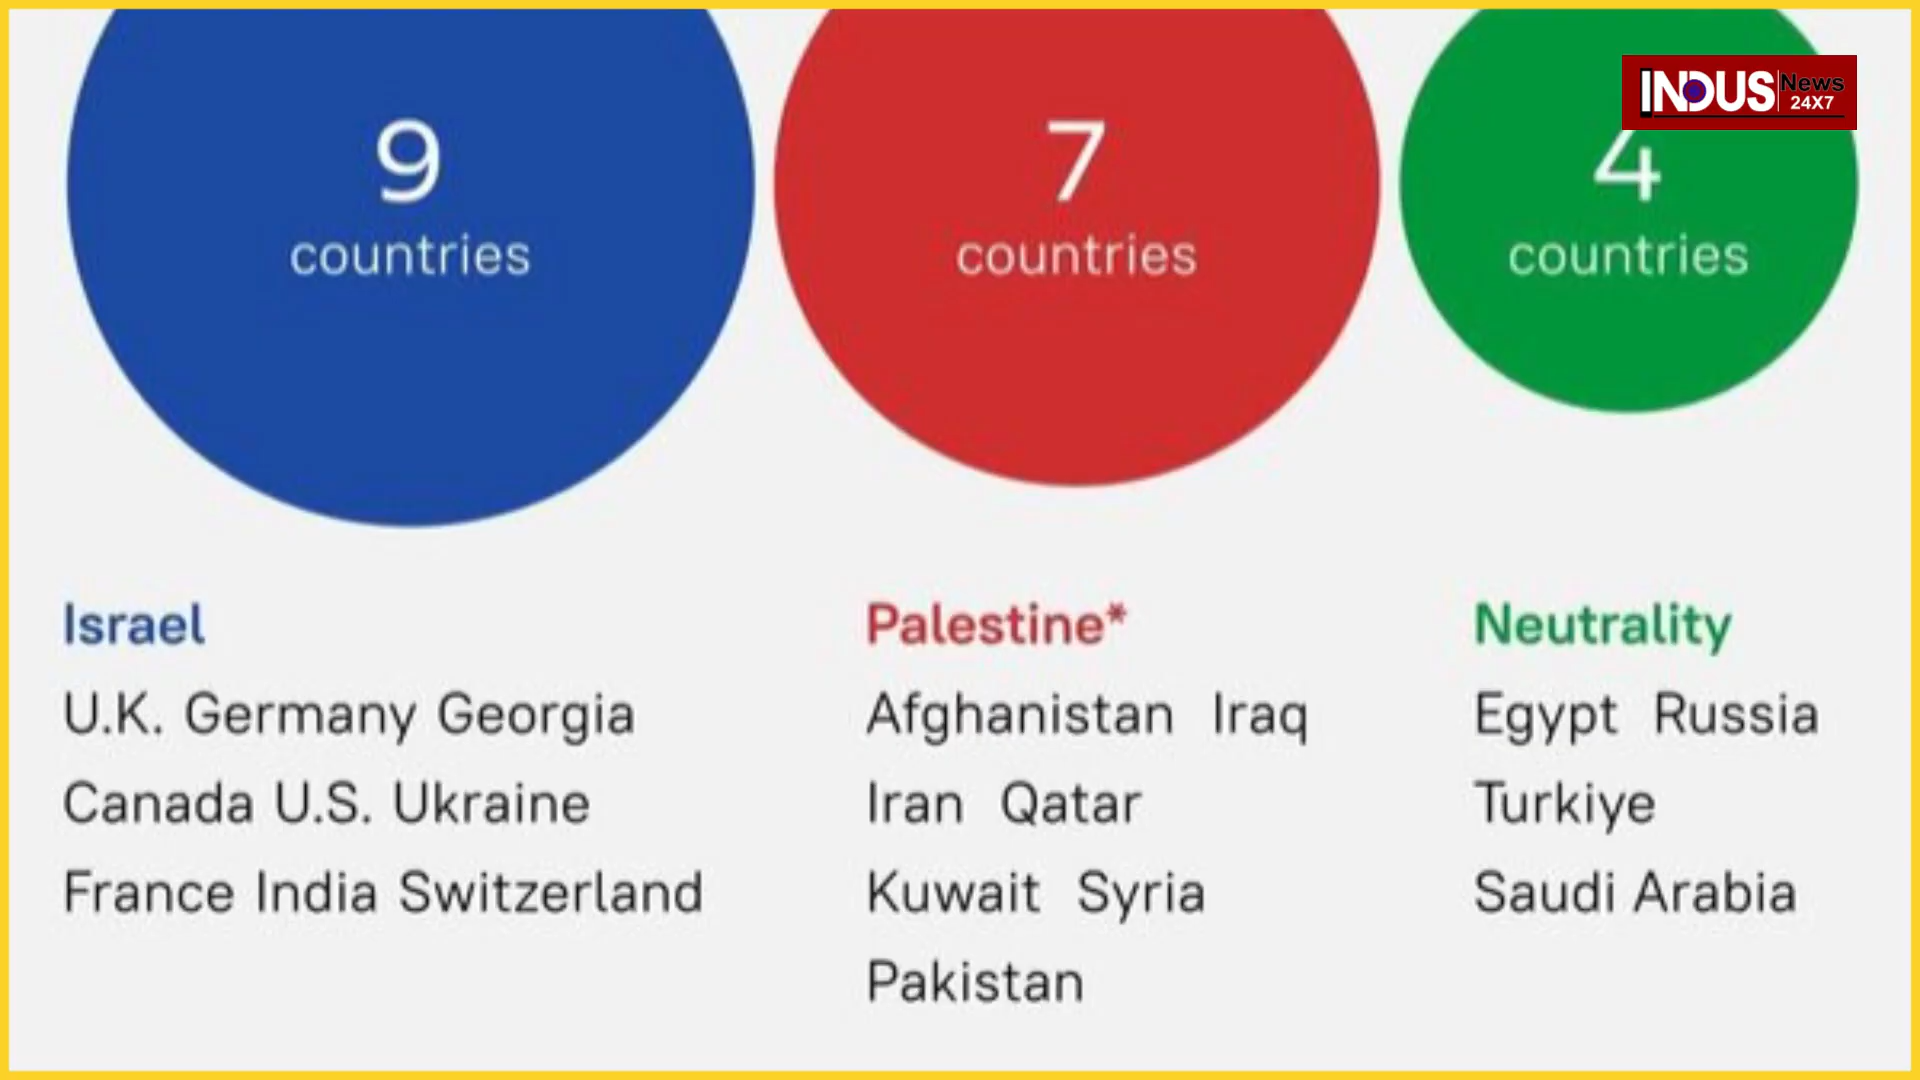 INDUS News
24X7
9
countries
7
countries
4
countries
Israel
U.K. Germany Georgia
Canada U.S. Ukraine
France India Switzerland
Palestine*
Afghanistan Iraq
Iran Qatar
Kuwait Syria
Pakistan
Neutrality
Egypt Russia
Turkiye
Saudi Arabia